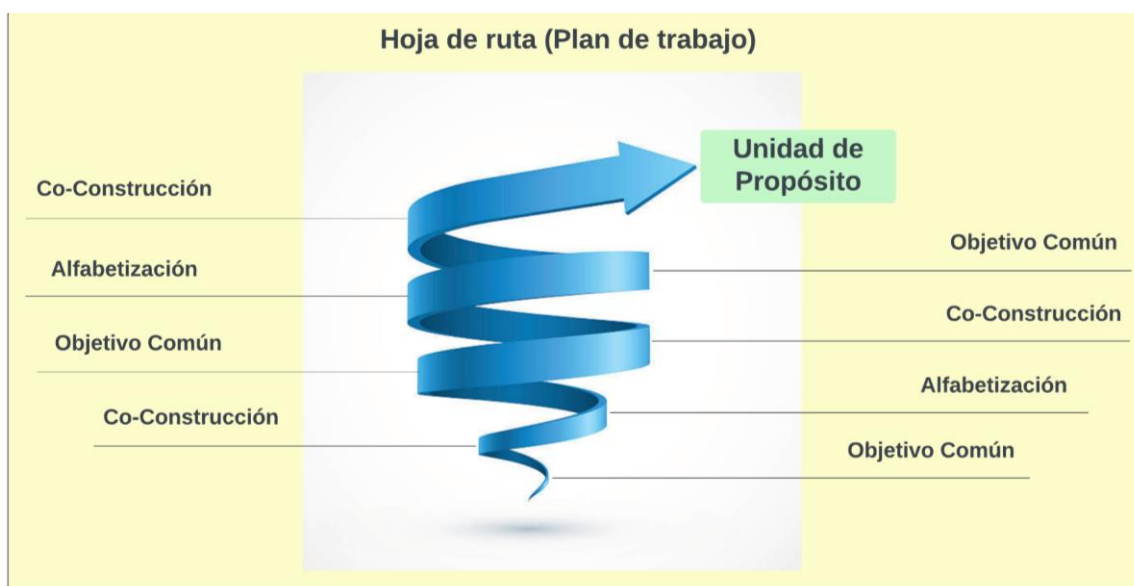 Hoja de ruta (Plan de trabajo)
Unidad de
Propósito
Co-Construcción
Objetivo Común
Alfabetización
Co-Construcción
Objetivo Común
Alfabetización
Co-Construcción
Objetivo Común